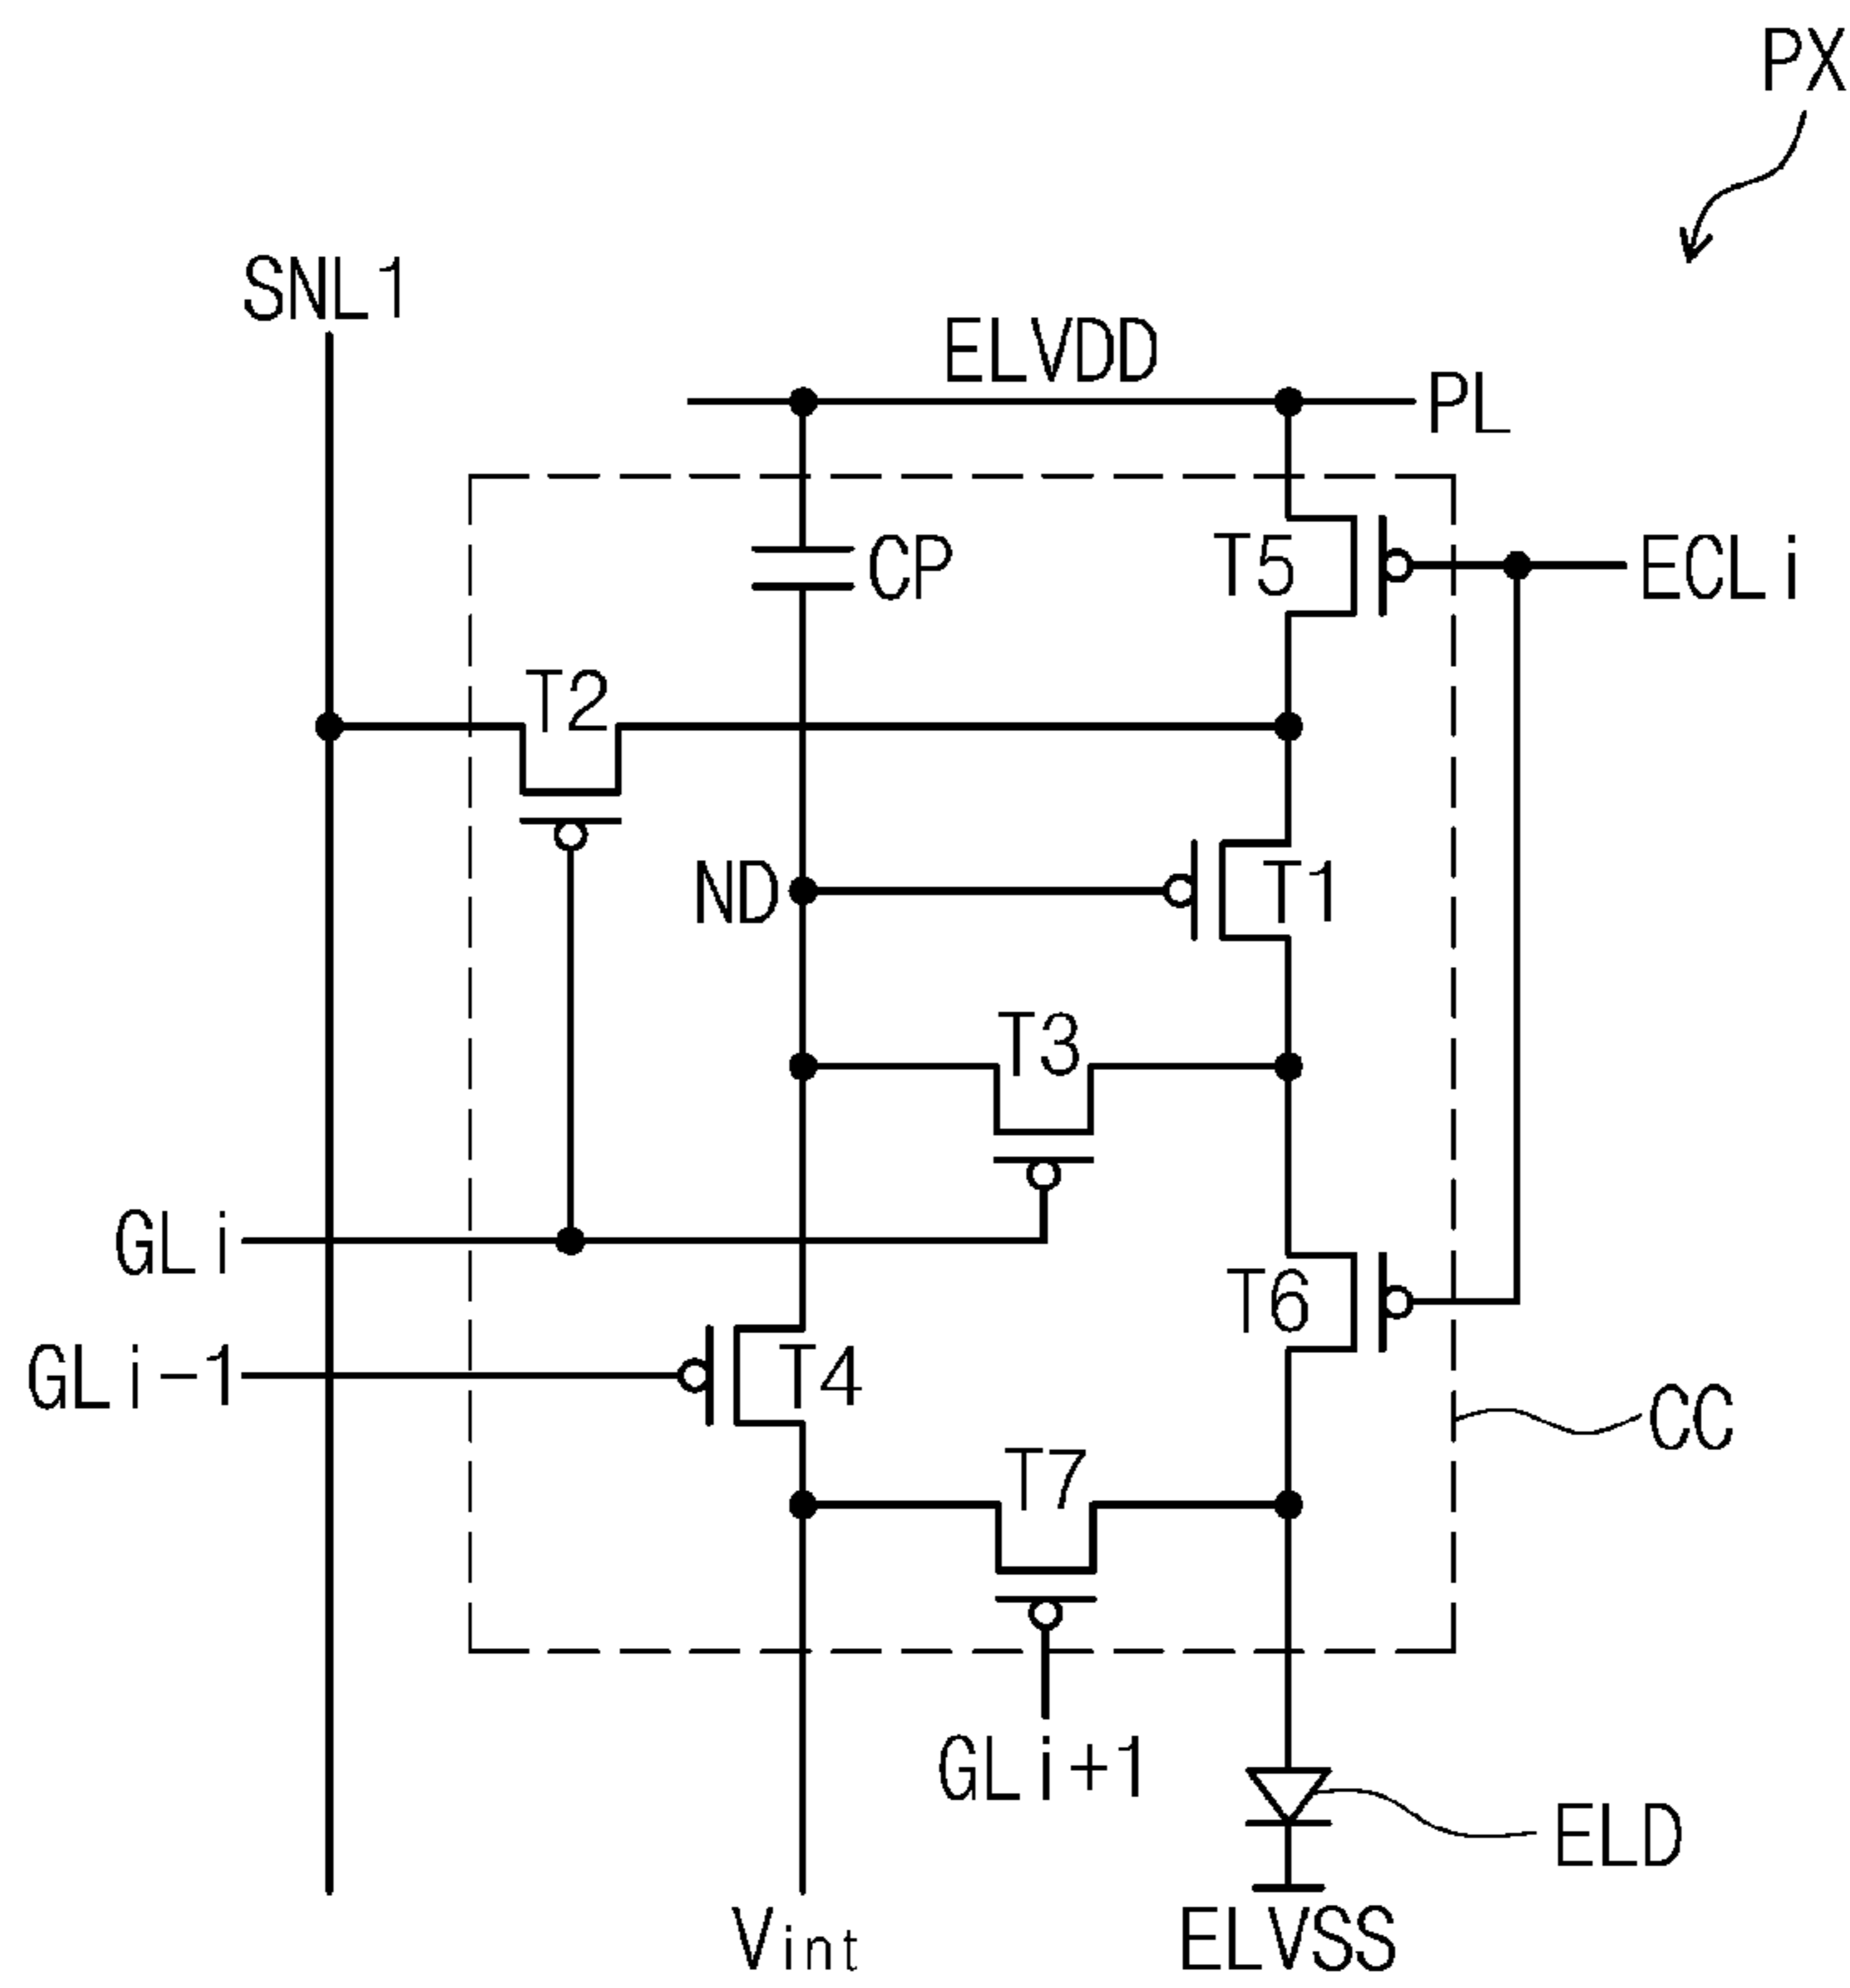 PX
SNL1
ELVDD
PL
T5
CP
ECLi
T2
ND
T1
T3
GLi
T6
GLi-1
T4
CC
T7
GLi+1
ELD
Vint
ELVSS